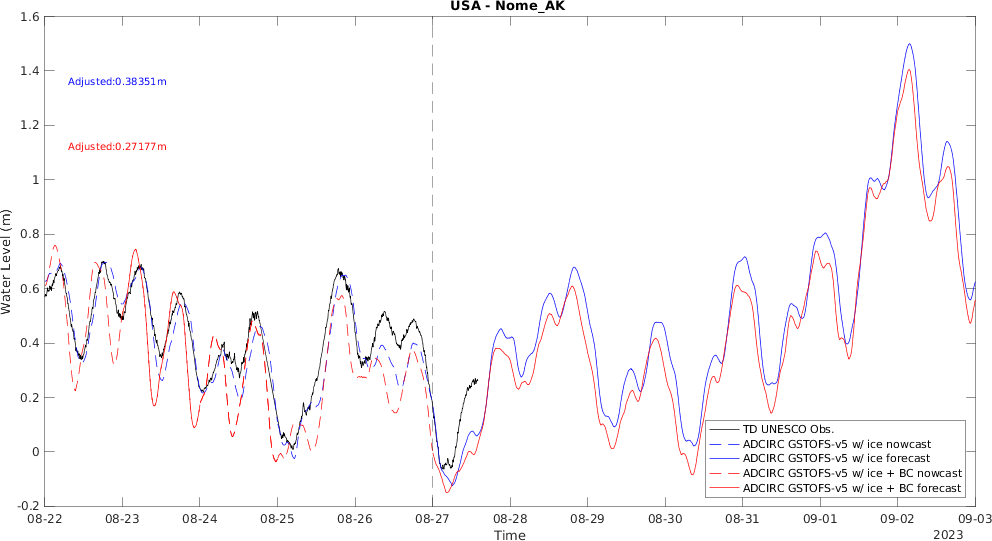 USA - Nome_AK
1.6
1.4
1.2
1
0.8
0.6
0.4
0.2
0
-0.2
Water Level (m)
Adjusted:0.38351m
Adjusted:0.27177m
TD UNESCO Obs.
ADCIRC GSTOFS-v5 w/ ice nowcast
ADCIRC GSTOFS-v5 w/ ice forecast
ADCIRC GSTOFS-v5 w/ ice + BC nowcast
ADCIRC GSTOFS-v5 w/ ice + BC forecast
08-22 08-23 08-24 08-25 08-26 08-27 08-28 08-29 08-30 08-31 09-01 09-02 09-03
Time
2023